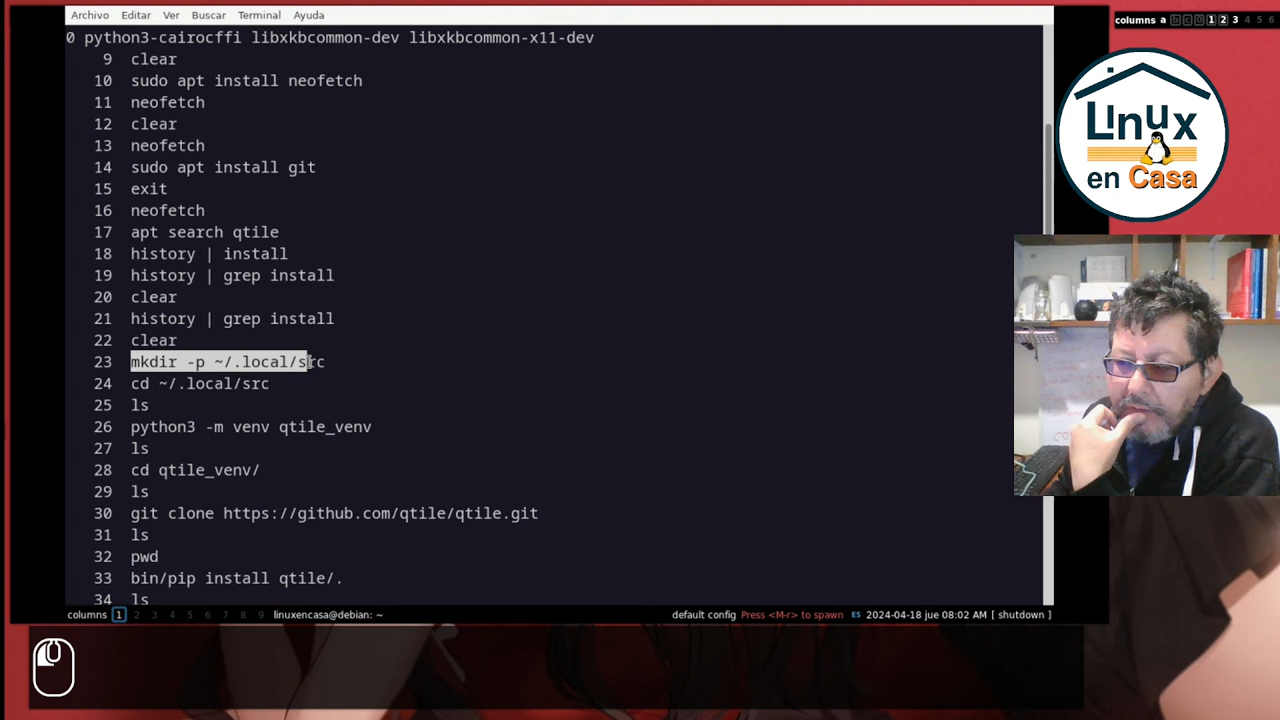 Archivo Editar Ver Buscar Terminal Ayuda
columns a b c 0 1 2 3 4 5 6
0 python3-cairocffi libxkbcommon-dev libxkbcommon-x11-dev
9 clear
10 sudo apt install neofetch
11 neofetch
12 clear
13 neofetch
14 sudo apt install git
15 exit
16 neofetch
17 apt search qtile
18 history | install
19 history | grep install
20 clear
21 history | grep install
22 clear
23 mkdir -p ~/.local/src
24 cd ~/.local/src
25 ls
26 python3 -m venv qtile_venv
27 ls
28 cd qtile_venv/
29 ls
30 git clone https://github.com/qtile/qtile.git
31 ls
32 pwd
33 bin/pip install qtile/.
34 ls
columns 1 2 3 4 5 6 7 8 9 linuxencasa@debian: ~ default config Press <M-r> to spawn ES 2024-04-18 jue 08:02 AM [ shutdown ]
Linux
en Casa